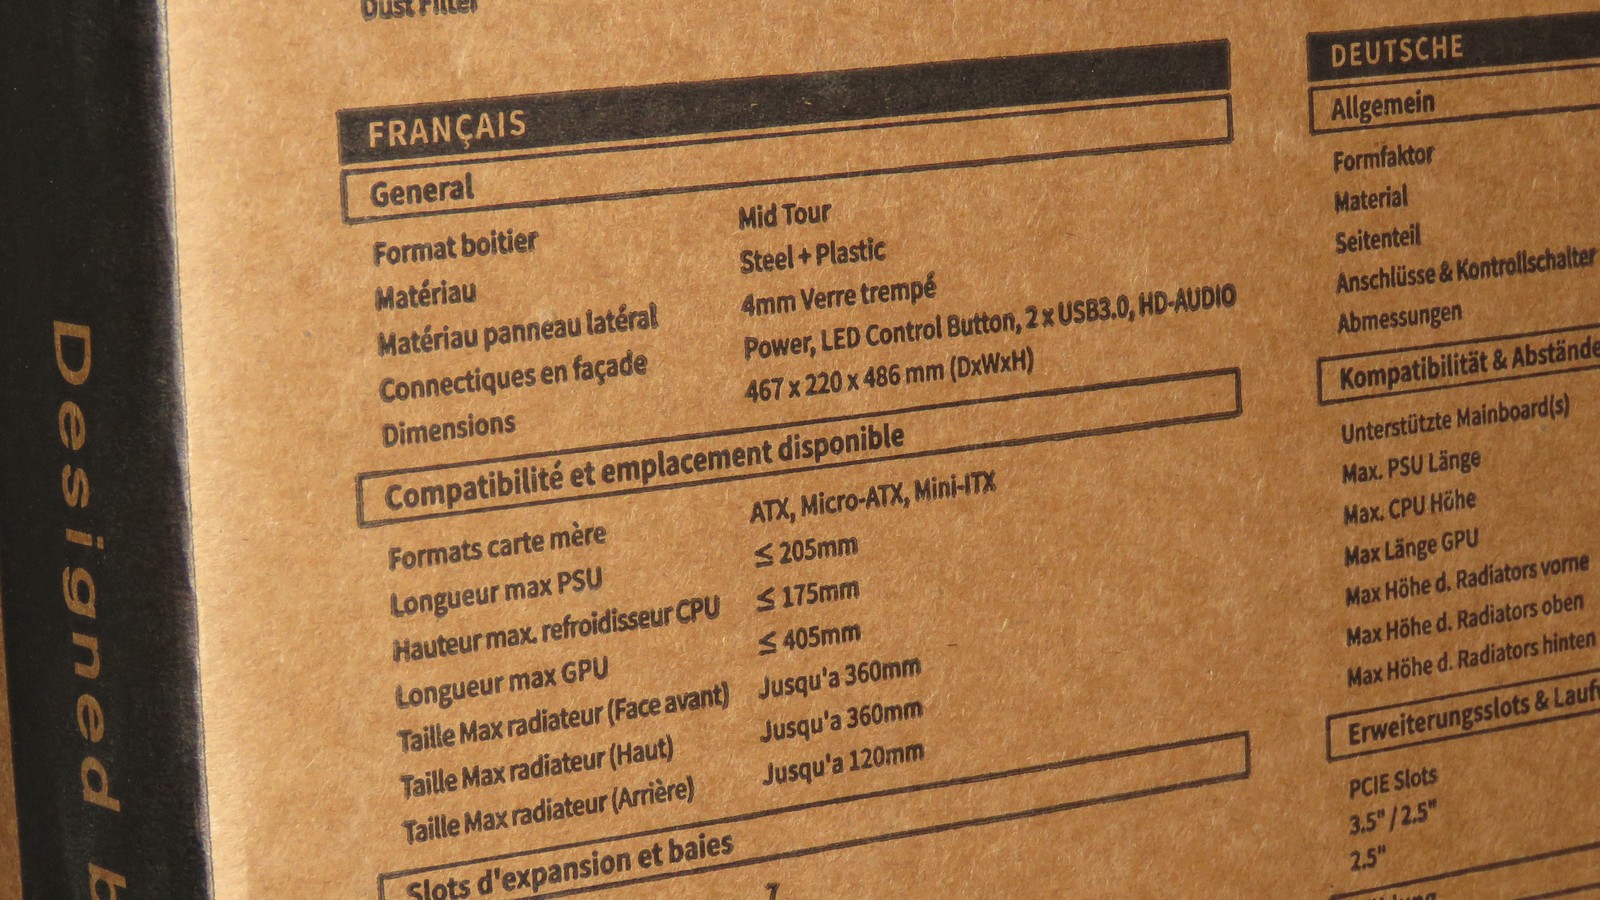 Dust Filter
FRANÇAIS
General
Format boitier Mid Tour
Matériau Steel + Plastic
Matériau panneau latéral 4mm Verre trempé
Connectiques en façade Power, LED Control Button, 2 x USB3.0, HD-AUDIO
Dimensions 467 x 220 x 486 mm (DxWxH)
Compatibilité et emplacement disponible
Formats carte mère ATX, Micro-ATX, Mini-ITX
Longueur max PSU ≤ 205mm
Hauteur max. refroidisseur CPU ≤ 175mm
Longueur max GPU ≤ 405mm
Taille Max radiateur (Face avant) Jusqu'a 360mm
Taille Max radiateur (Haut) Jusqu'a 360mm
Taille Max radiateur (Arrière) Jusqu'a 120mm
Slots d'expansion et baies
7
DEUTSCHE
Allgemein
Formfaktor
Material
Seitenteil
Anschlüsse & Kontrollschalter
Abmessungen
Kompatibilität & Abstände
Unterstützte Mainboard(s)
Max. PSU Länge
Max. CPU Höhe
Max Länge GPU
Max Höhe d. Radiators vorne
Max Höhe d. Radiators oben
Max Höhe d. Radiators hinten
Erweiterungsslots &
PCIE Slots
3.5" / 2.5"
2.5"
Designed